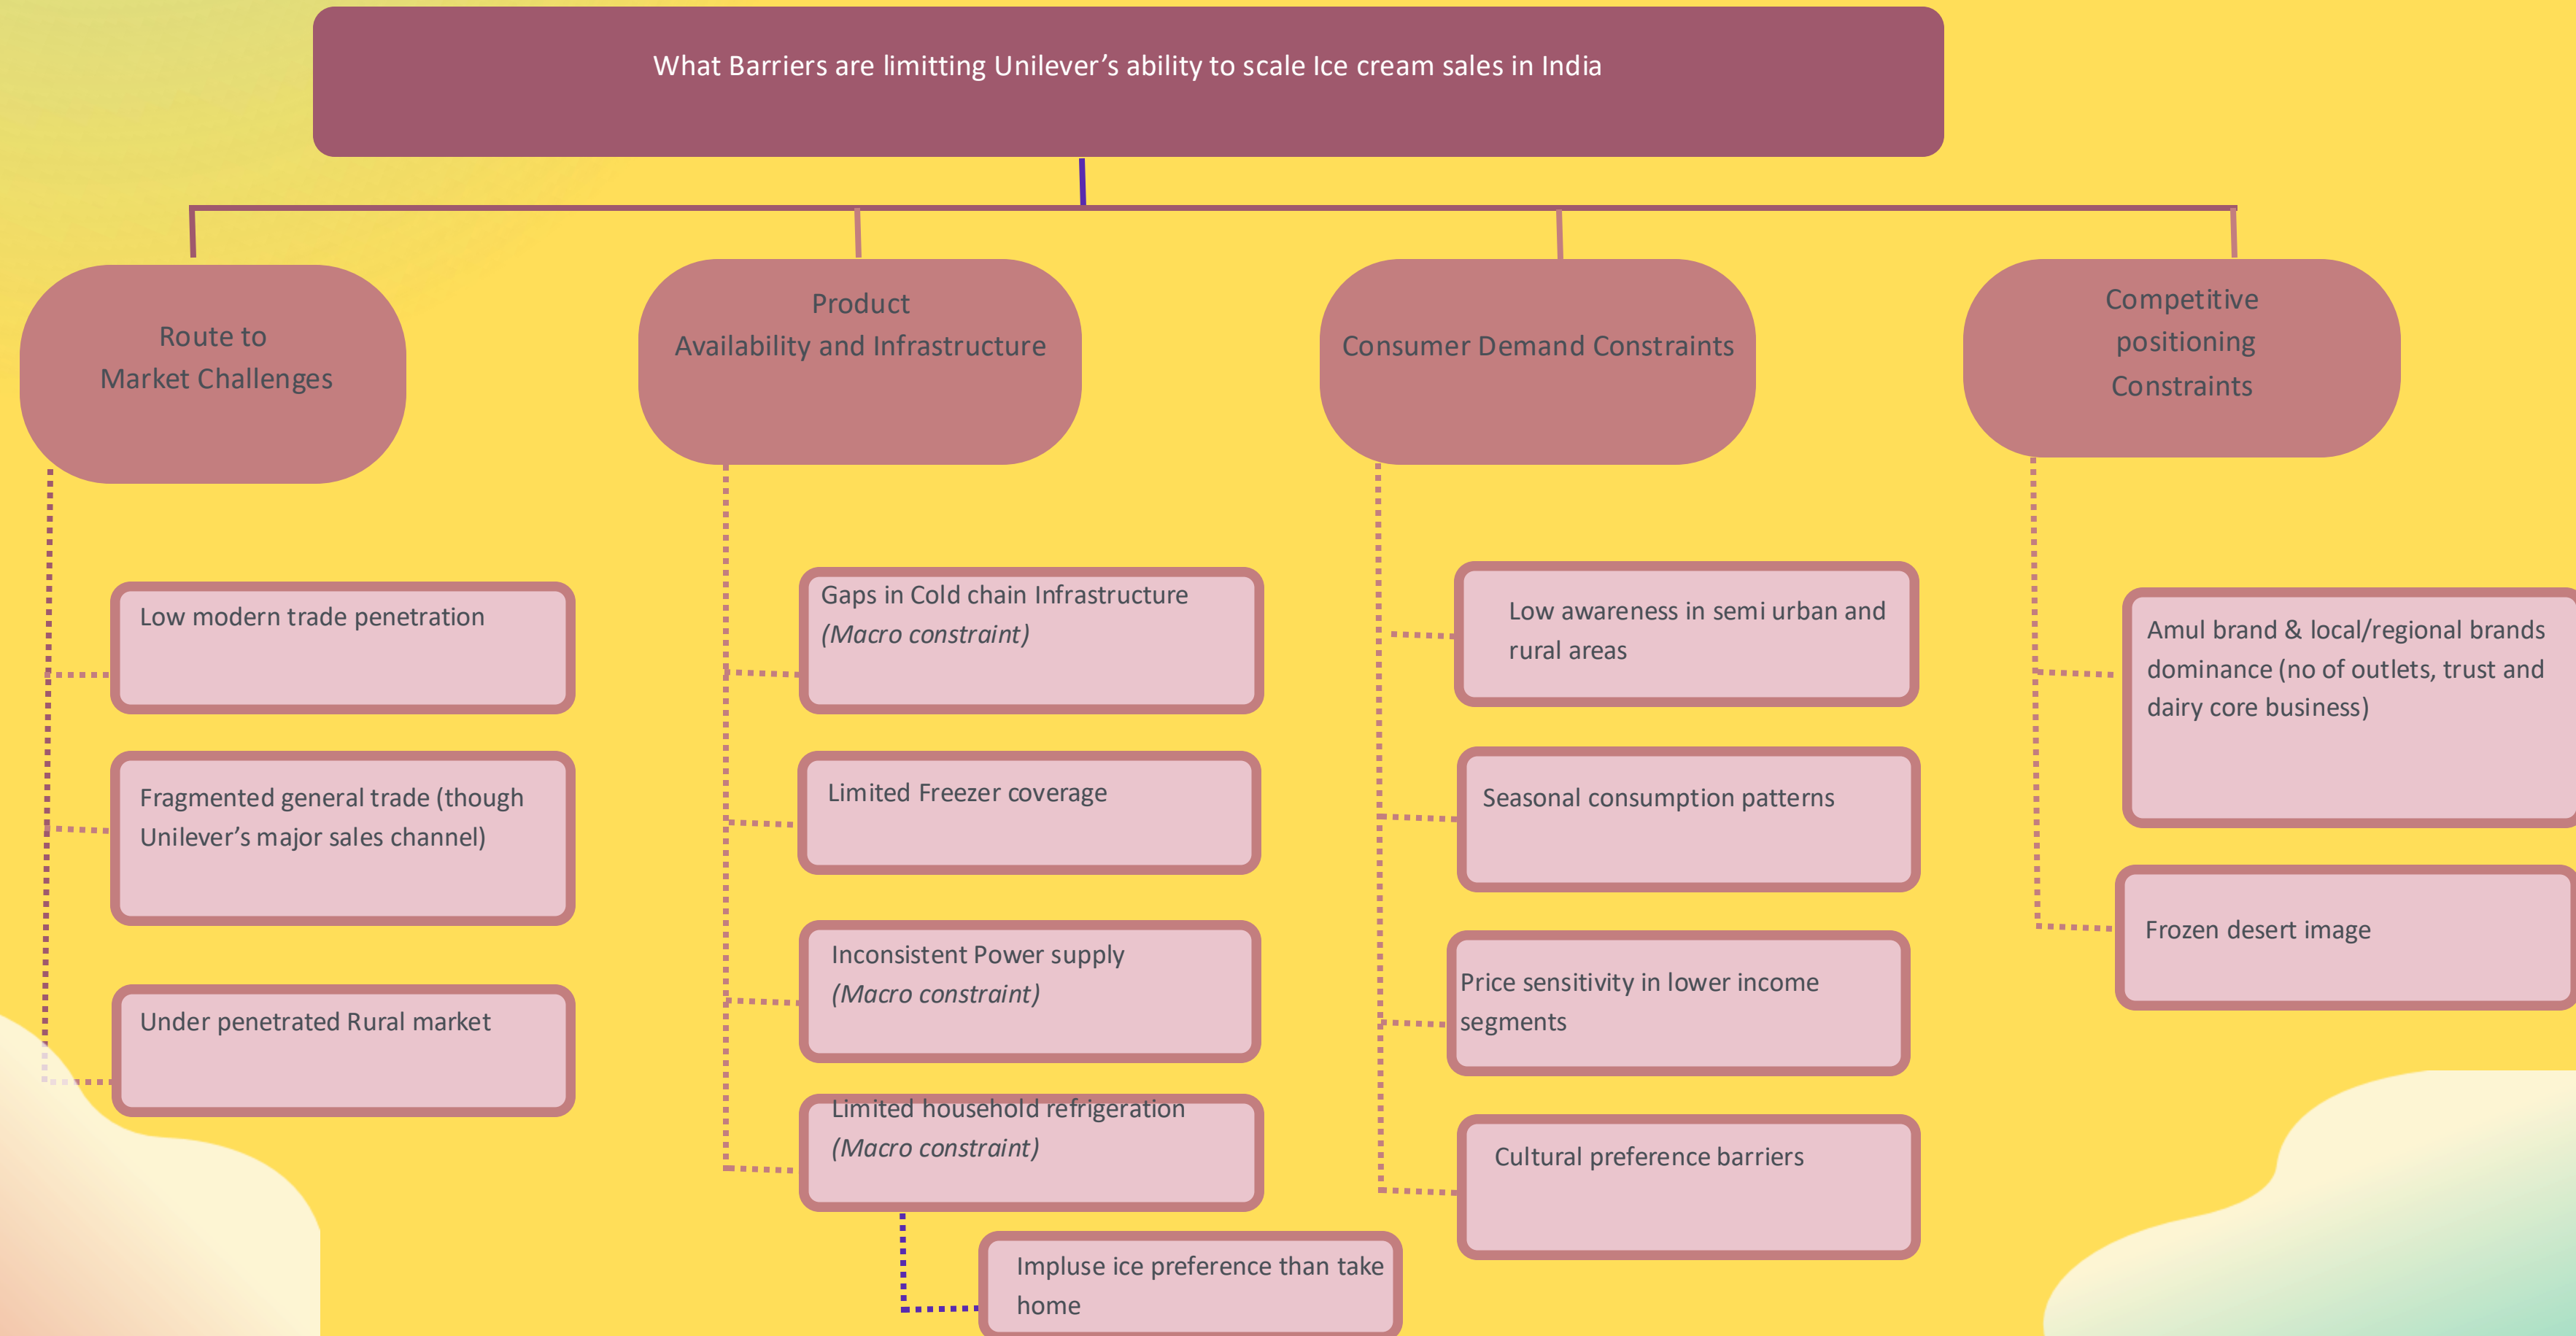 What Barriers are limitting Unilever’s ability to scale Ice cream sales in India
Route to
Market Challenges
Low modern trade penetration
Fragmented general trade (though
Unilever’s major sales channel)
Under penetrated Rural market
Product
Availability and Infrastructure
Gaps in Cold chain Infrastructure
(Macro constraint)
Limited Freezer coverage
Inconsistent Power supply
(Macro constraint)
Limited household refrigeration
(Macro constraint)
Impluse ice preference than take
home
Consumer Demand Constraints
Low awareness in semi urban and
rural areas
Seasonal consumption patterns
Price sensitivity in lower income
segments
Cultural preference barriers
Competitive
positioning
Constraints
Amul brand & local/regional brands
dominance (no of outlets, trust and
dairy core business)
Frozen desert image